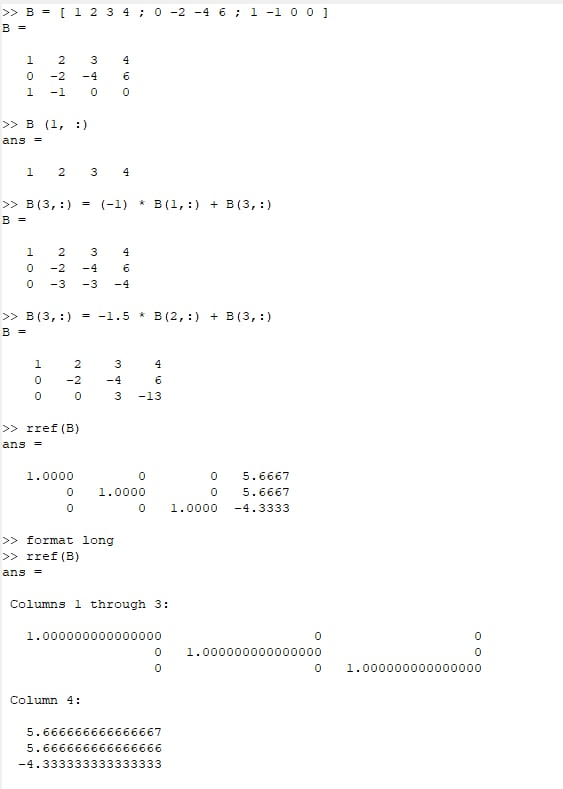 >> B = [ 1 2 3 4 ; 0 -2 -4 6 ; 1 -1 0 0 ]
B =
1 2 3 4
0 -2 -4 6
1 -1 0 0
>> B (1, :)
ans =
1 2 3 4
>> B(3,:) = (-1) * B(1,:) + B(3,:)
B =
1 2 3 4
0 -2 -4 6
0 -3 -3 -4
>> B(3,:) = -1.5 * B(2,:) + B(3,:)
B =
1 2 3 4
0 -2 -4 6
0 0 3 -13
>> rref(B)
ans =
1.0000 0 0 5.6667
0 1.0000 0 5.6667
0 0 1.0000 -4.3333
>> format long
>> rref(B)
ans =
Columns 1 through 3:
1.000000000000000 0 0
0 1.000000000000000 0
0 0 1.000000000000000
Column 4:
5.666666666666667
5.666666666666666
-4.333333333333333